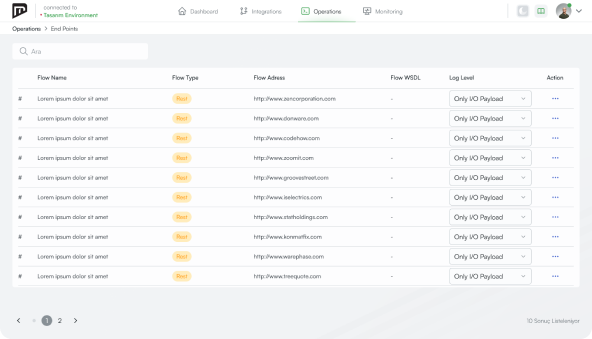 connected to
• Tasenm Environment
Dashboard
Integrations
Operations
Monitoring
Operations > End Points
Ara
Flow Name Flow Type Flow Adress Flow WSDL Log Level Action
# Lorem ipsum dolor sit amet Rest http://www.zencorporation.com - Only I/O Payload ...
# Lorem ipsum dolor sit amet Rest http://www.donware.com - Only I/O Payload ...
# Lorem ipsum dolor sit amet Rest http://www.codehow.com - Only I/O Payload ...
# Lorem ipsum dolor sit amet Rest http://www.zoomit.com - Only I/O Payload ...
# Lorem ipsum dolor sit amet Rest http://www.groovestreet.com - Only I/O Payload ...
# Lorem ipsum dolor sit amet Rest http://www.iselectrics.com - Only I/O Payload ...
# Lorem ipsum dolor sit amet Rest http://www.statholdings.com - Only I/O Payload ...
# Lorem ipsum dolor sit amet Rest - Only I/O Payload ...
# Lorem ipsum dolor sit amet Rest http://www.warephase.com - Only I/O Payload ...
# Lorem ipsum dolor sit amet Rest http://www.treequote.com - Only I/O Payload ...
< « 1 2 >
10 Sonuç Listeleniyor